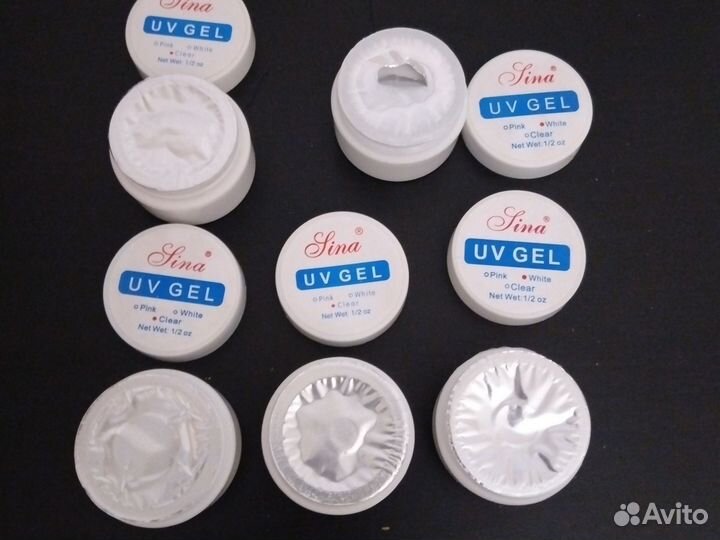 Sina®
UV GEL
○Pink ○White
●Clear
Net Wet: 1/2 oz
Sina®
UV GEL
○Pink ●White
○Clear
Net Wet: 1/2 oz
Sina®
UV GEL
○Pink ○White
●Clear
Net Wet: 1/2 oz
Sina®
UV GEL
○Pink ○White
●Clear
Net Wet: 1/2 oz
Sina®
UV GEL
○Pink ●White
○Clear
Net Wet: 1/2 oz
Avito